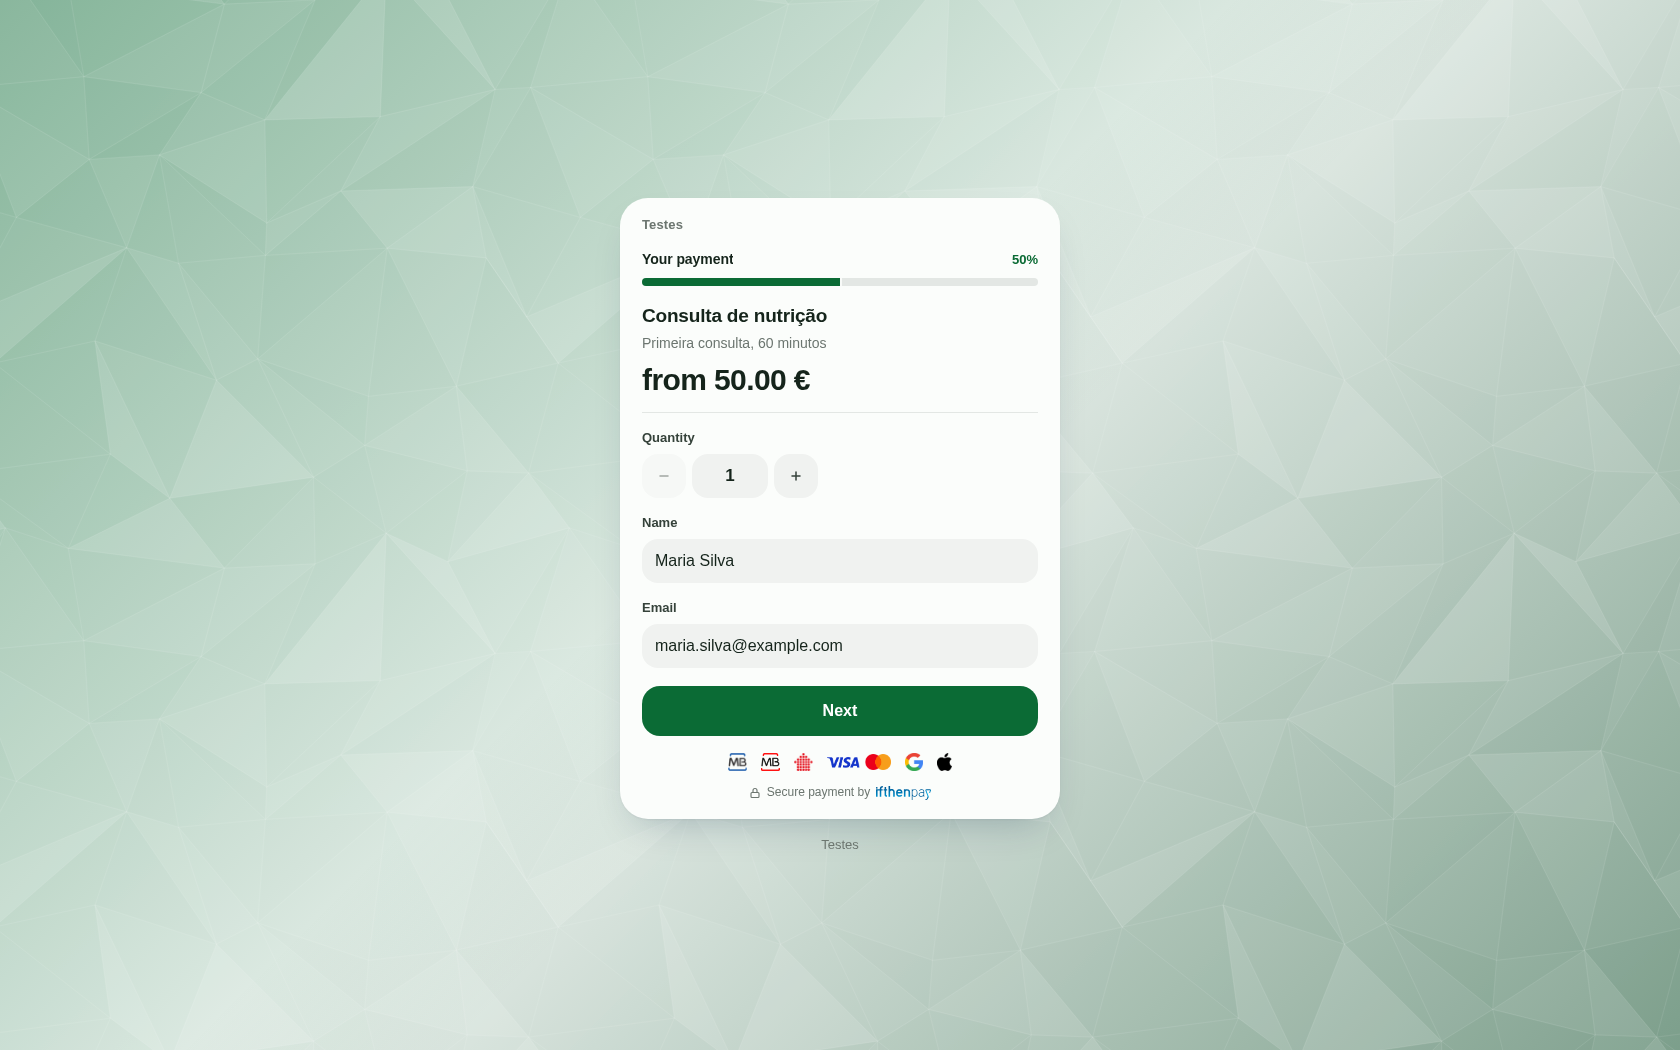 Testes
Your payment 50%
Consulta de nutrição
Primeira consulta, 60 minutos
from 50.00 €
Quantity
− 1 +
Name
Maria Silva
Email
maria.silva@example.com
Next
MB MB VISA
Secure payment by ifthenpay
Testes